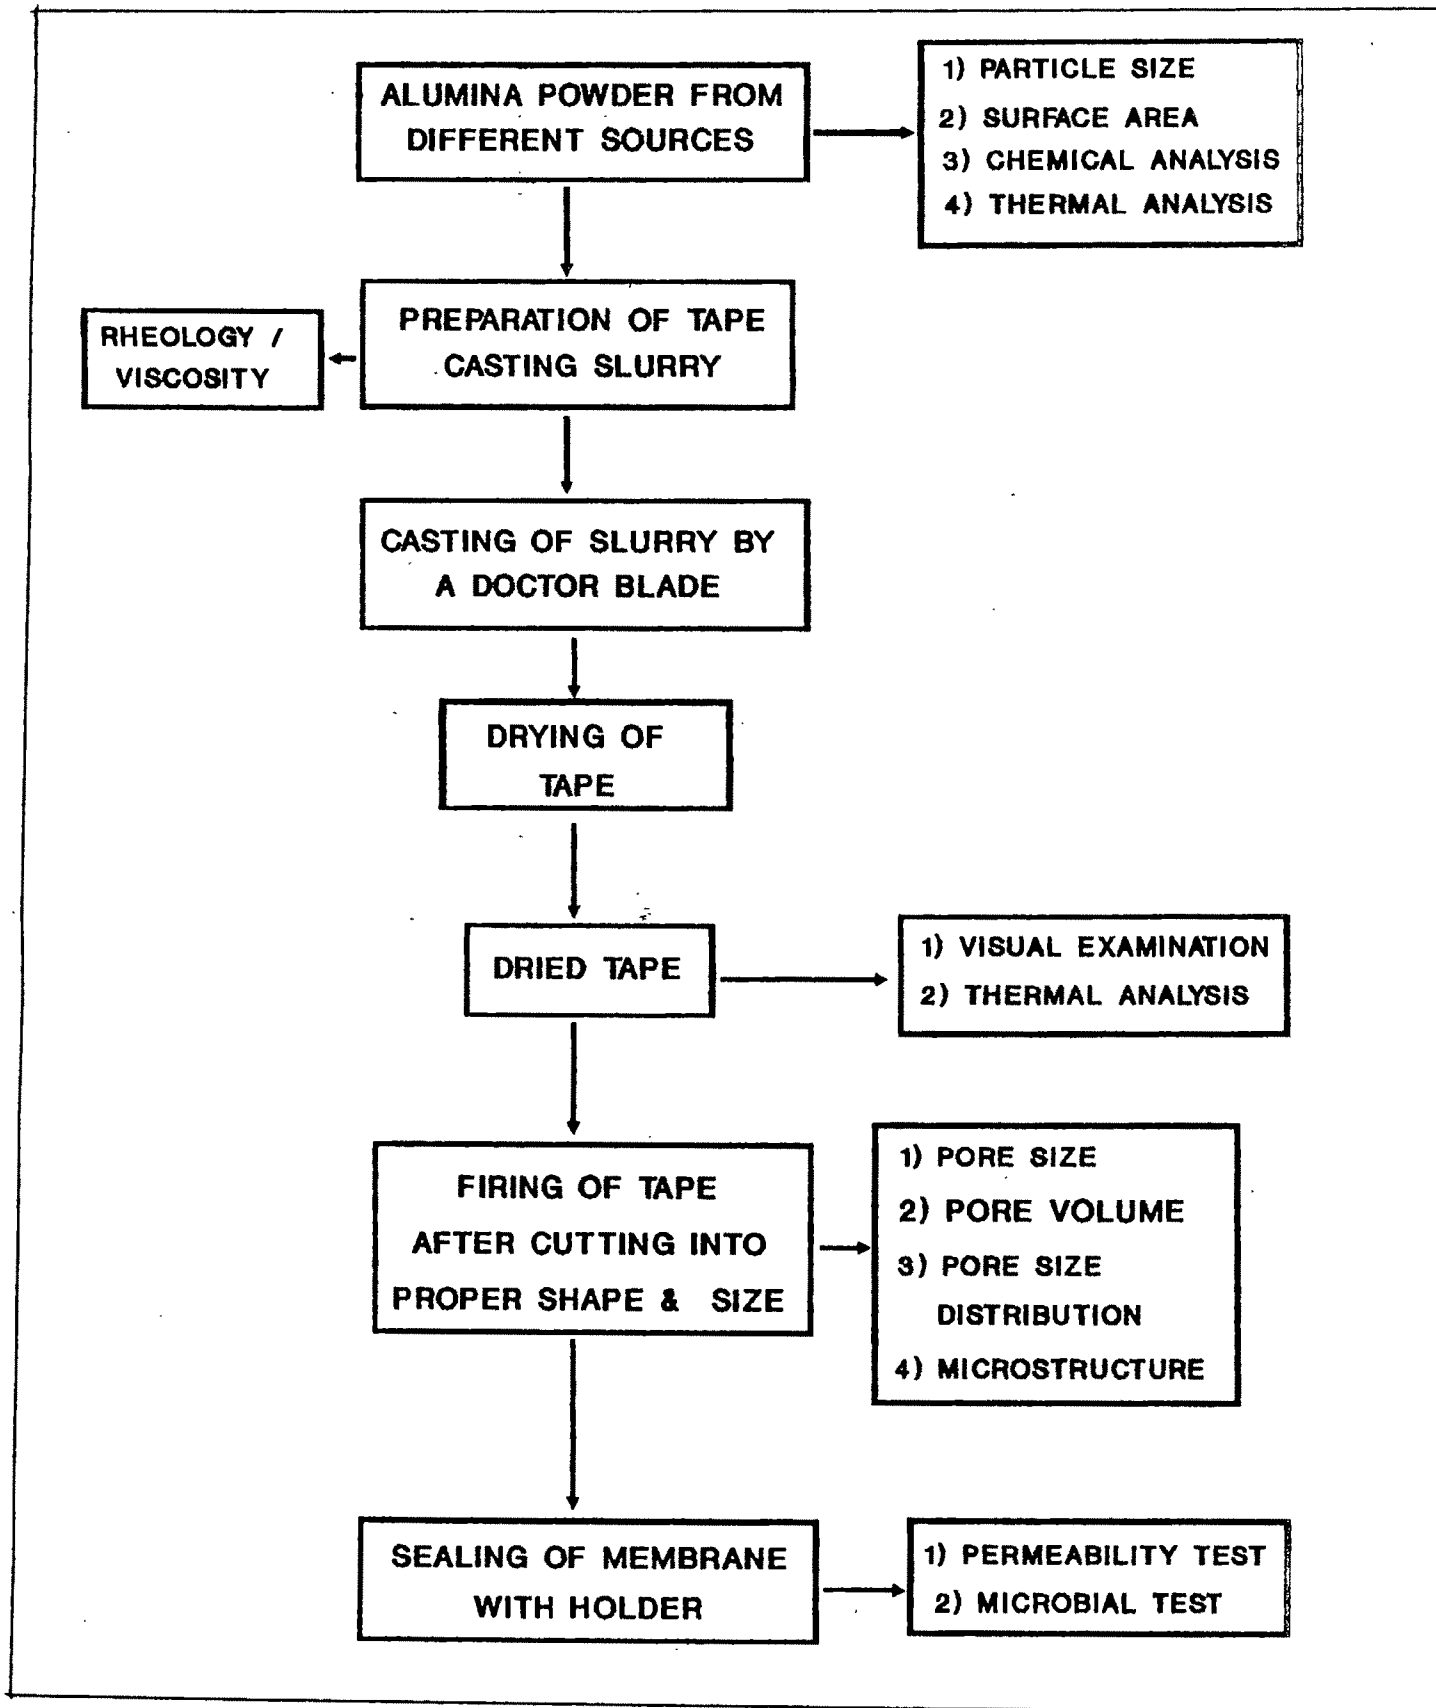 ALUMINA POWDER FROM
DIFFERENT SOURCES
1) PARTICLE SIZE
2) SURFACE AREA
3) CHEMICAL ANALYSIS
4) THERMAL ANALYSIS
PREPARATION OF TAPE
CASTING SLURRY
RHEOLOGY /
VISCOSITY
CASTING OF SLURRY BY
A DOCTOR BLADE
DRYING OF
TAPE
DRIED TAPE
1) VISUAL EXAMINATION
2) THERMAL ANALYSIS
FIRING OF TAPE
AFTER CUTTING INTO
PROPER SHAPE & SIZE
1) PORE SIZE
2) PORE VOLUME
3) PORE SIZE
DISTRIBUTION
4) MICROSTRUCTURE
SEALING OF MEMBRANE
WITH HOLDER
1) PERMEABILITY TEST
2) MICROBIAL TEST